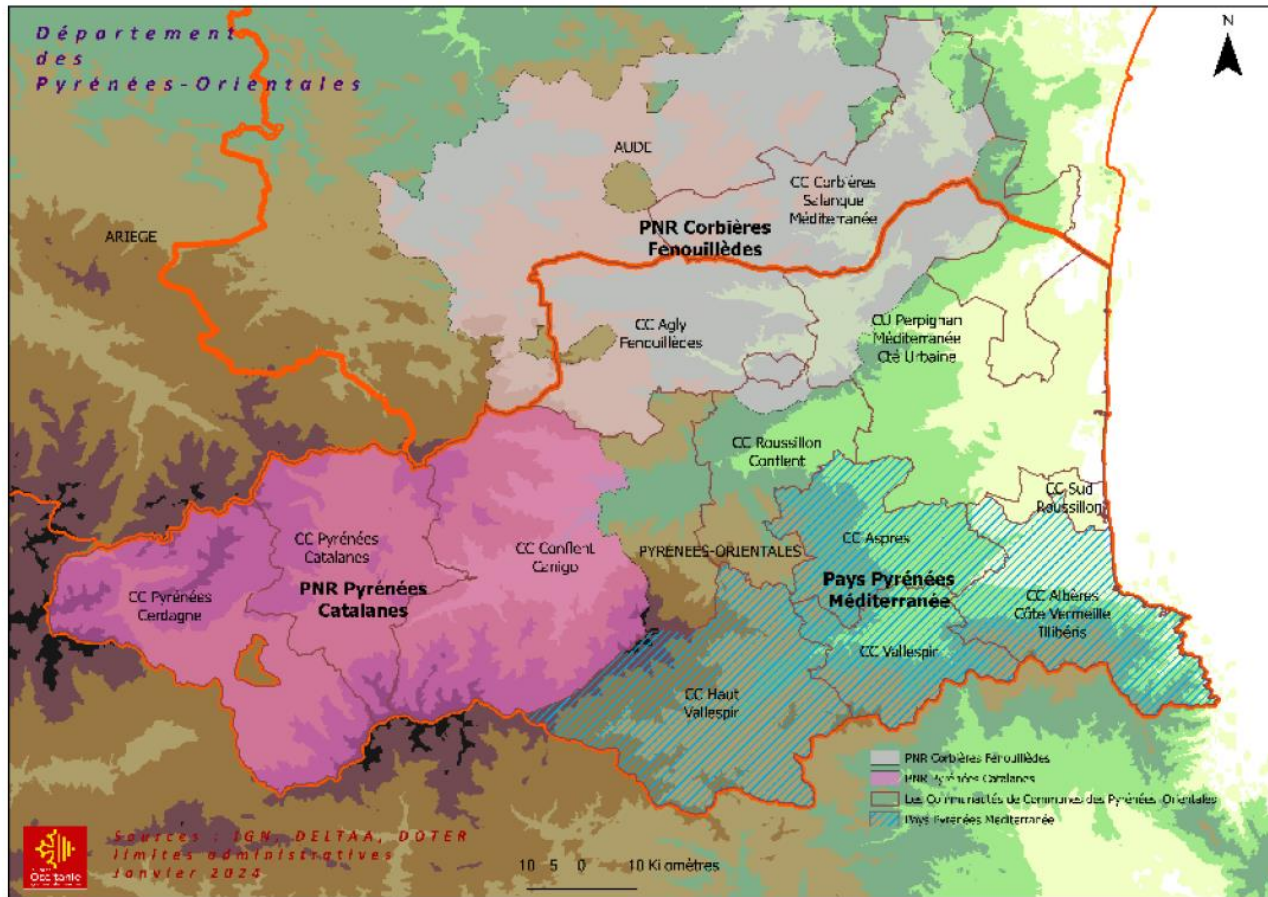 Département
des
Pyrénées-Orientales
N
AUDE
ARIEGE
CC Corbières
Salanque
Méditerranée
PNR Corbières
Fenouillèdes
CC Agly
Fenouillèdes
CU Perpignan
Méditerranée
Cté Urbaine
CC Roussillon
Conflent
CC Sud
Roussillon
CC Pyrénées
Catalanes
CC Conflent
Canigo
PYRENEES-ORIENTALES
CC Aspres
CC Pyrénées
Cerdagne
PNR Pyrénées
Catalanes
Pays Pyrénées
Méditerranée
CC Albères
Côte Vermeille
Illibéris
CC Vallespir
CC Haut
Vallespir
PNR Corbières Fenouillèdes
PNR Pyrénées Catalanes
Les Communautés de Communes des Pyrénées Orientales
Pays Pyrénées Méditerranée
Sources : IGN, DELTAA, DOTER
limites administratives
Janvier 2024
Occitanie
10 5 0 10 Kilomètres